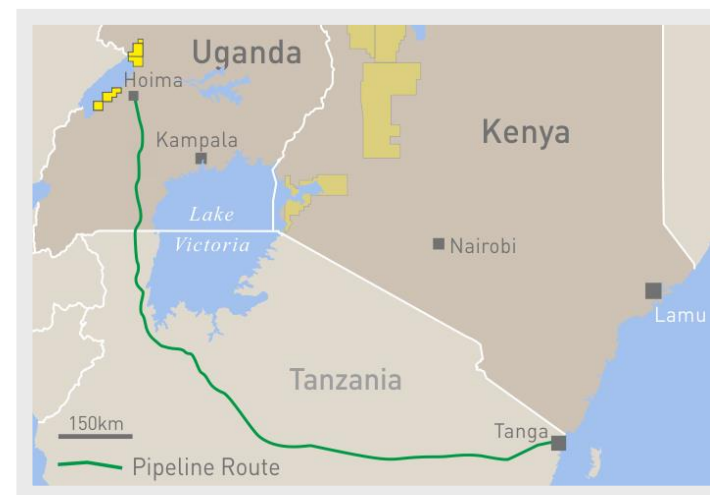 Uganda
Hoima
Kenya
Kampala
Lake
Victoria
Nairobi
Lamu
Tanzania
150km
Tanga
Pipeline Route